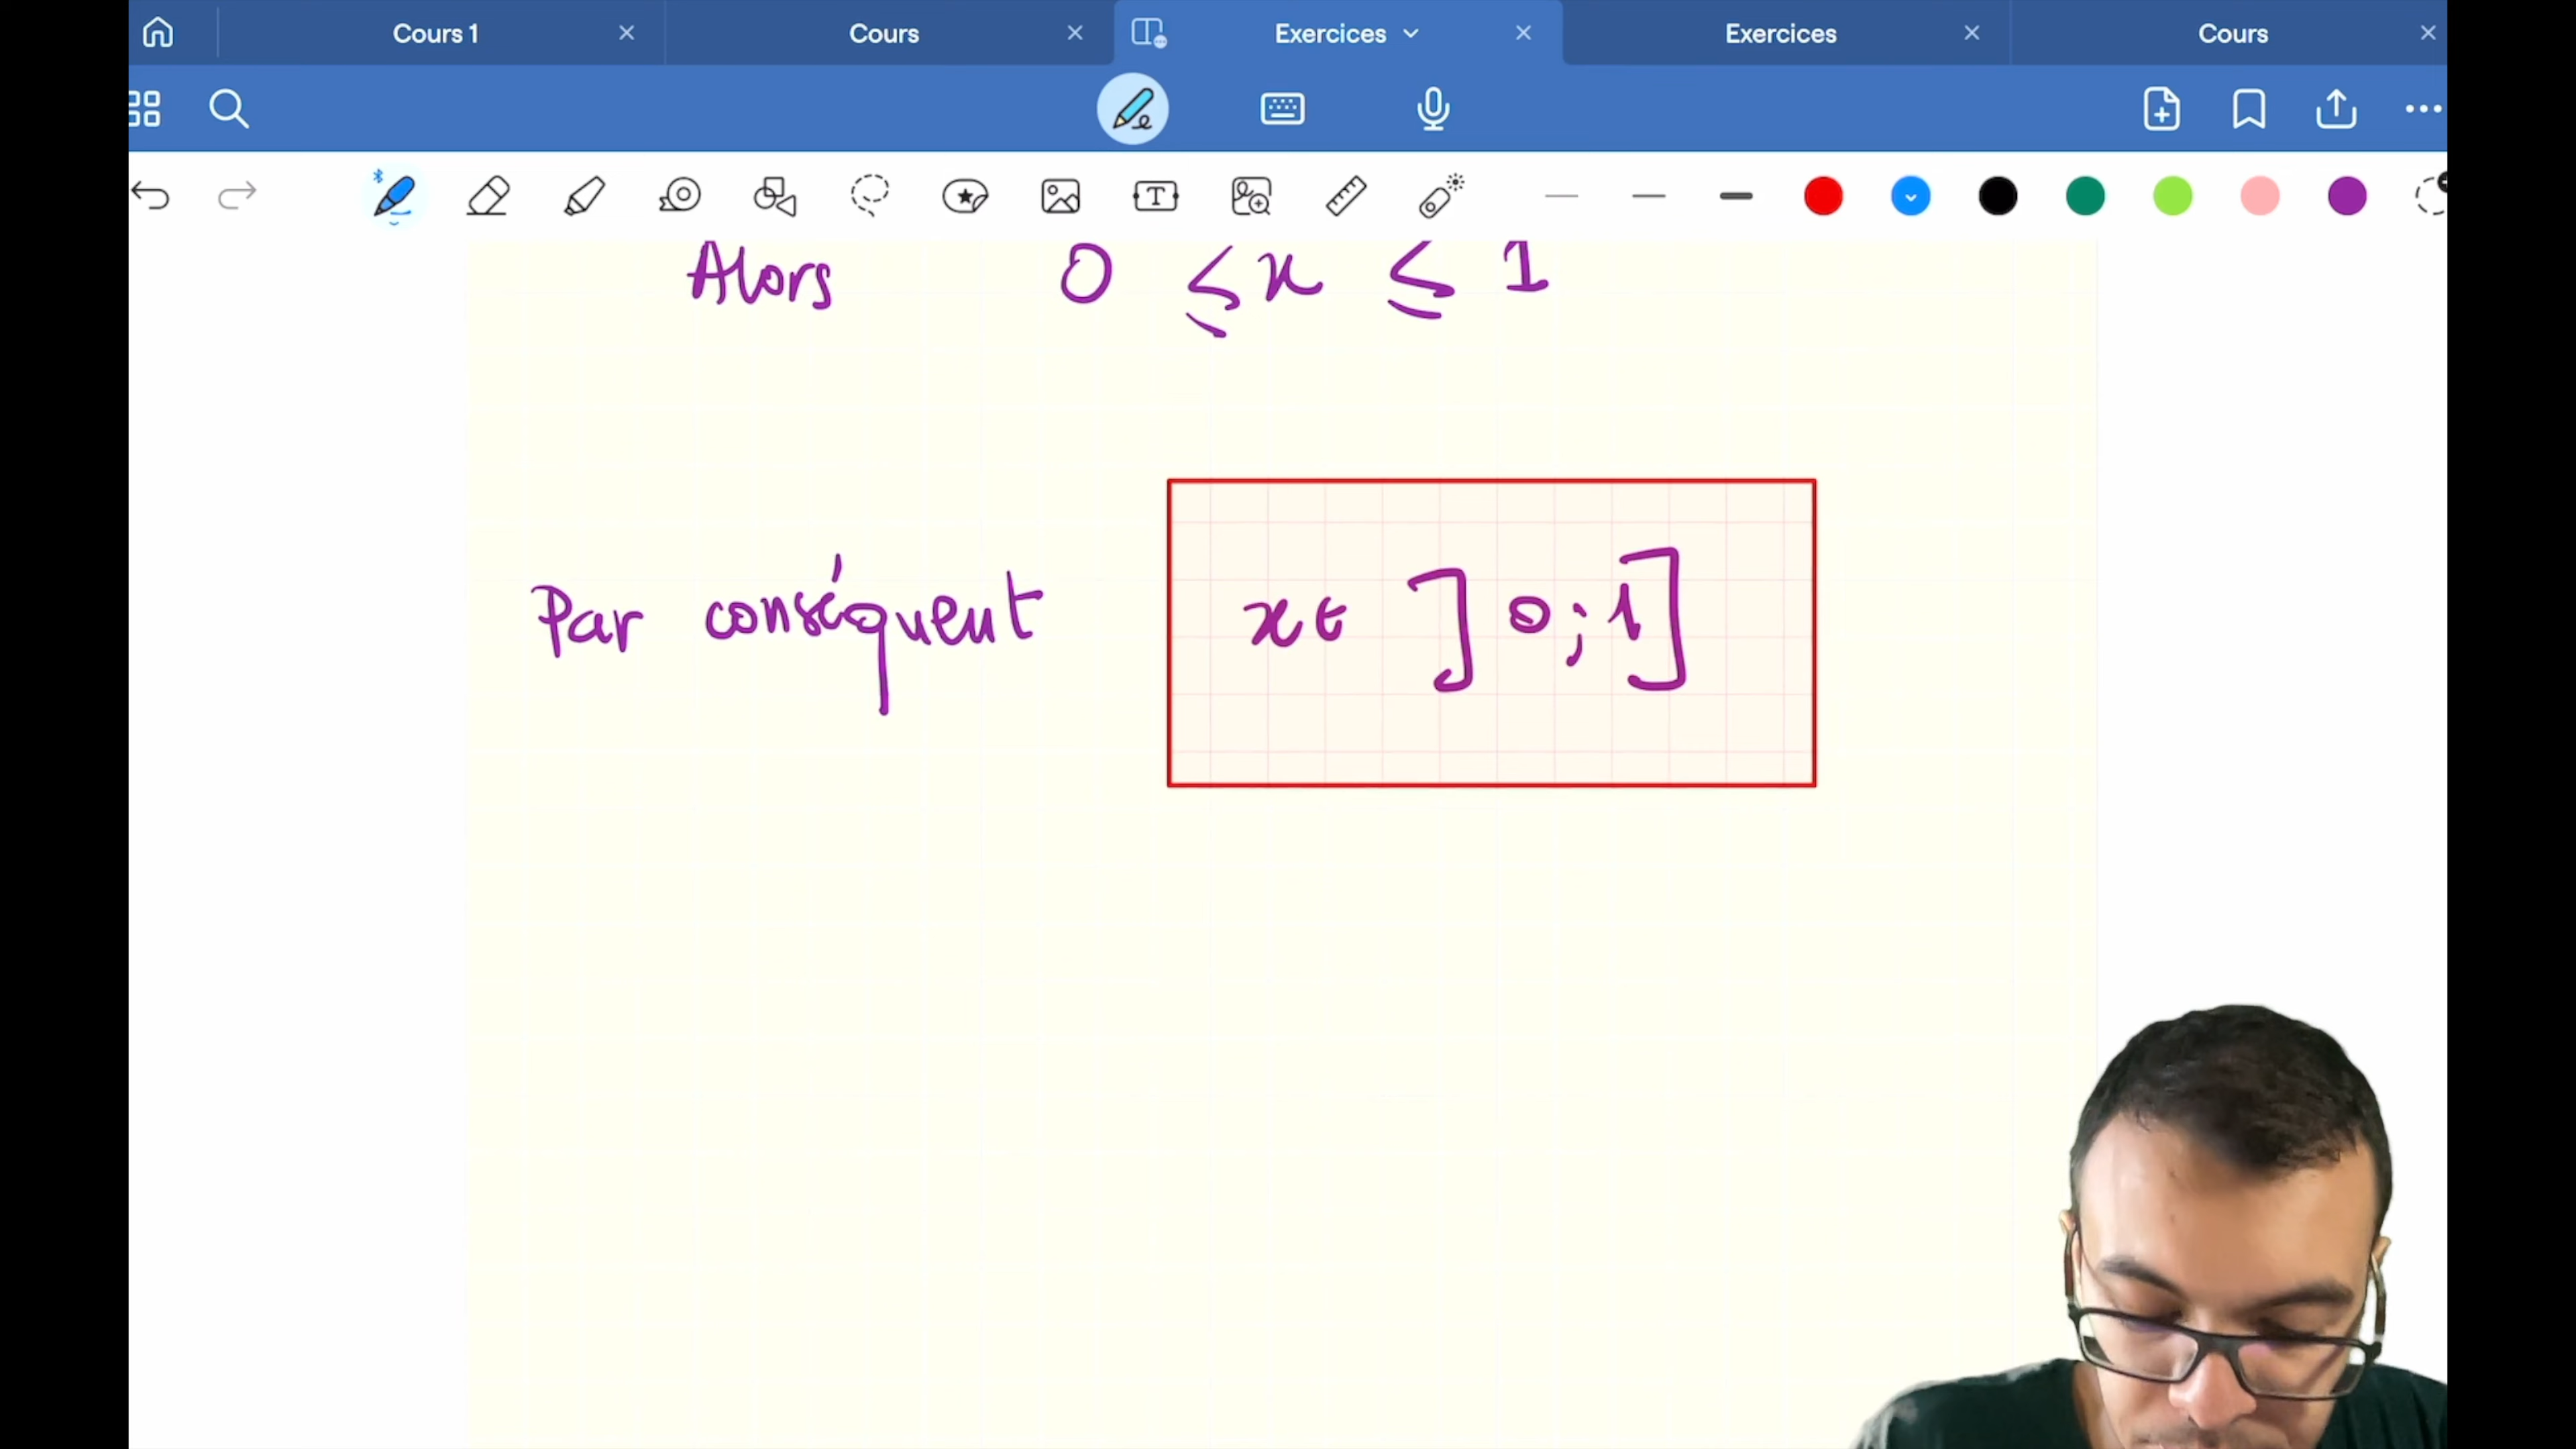 Cours 1 Cours Exercices Exercices Cours
Alors 0 ≤ x ≤ 1
Par conséquent x ∈ ]0;1]